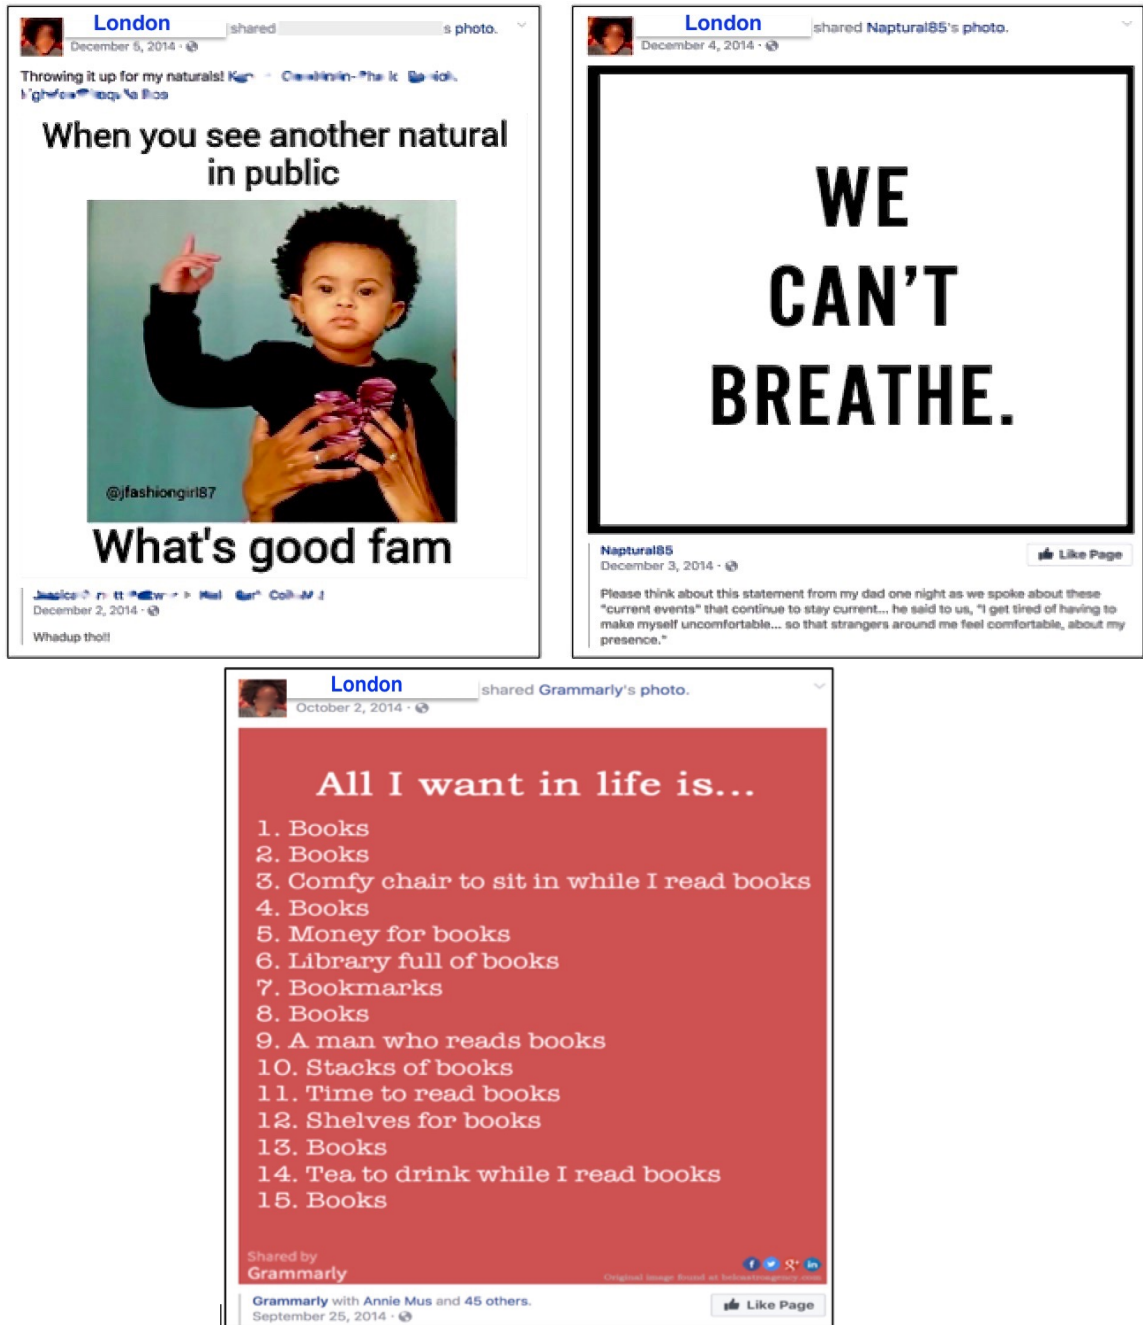 London shared s photo.
December 5, 2014
Throwing it up for my naturals!
When you see another natural
in public
@jfashiongirl87
What's good fam
December 2, 2014
Whadup tho!!
London shared Naptural85's photo.
December 4, 2014
WE
CAN'T
BREATHE.
Naptural85
December 3, 2014
Like Page
Please think about this statement from my dad one night as we spoke about these
"current events" that continue to stay current... he said to us, "I get tired of having to
make myself uncomfortable... so that strangers around me feel comfortable, about my
presence."
London shared Grammarly's photo.
October 2, 2014
All I want in life is...
1. Books
2. Books
3. Comfy chair to sit in while I read books
4. Books
5. Money for books
6. Library full of books
7. Bookmarks
8. Books
9. A man who reads books
10. Stacks of books
11. Time to read books
12. Shelves for books
13. Books
14. Tea to drink while I read books
15. Books
Shared by
Grammarly
Original image found at
Grammarly with Annie Mus and 45 others.
September 25, 2014
Like Page